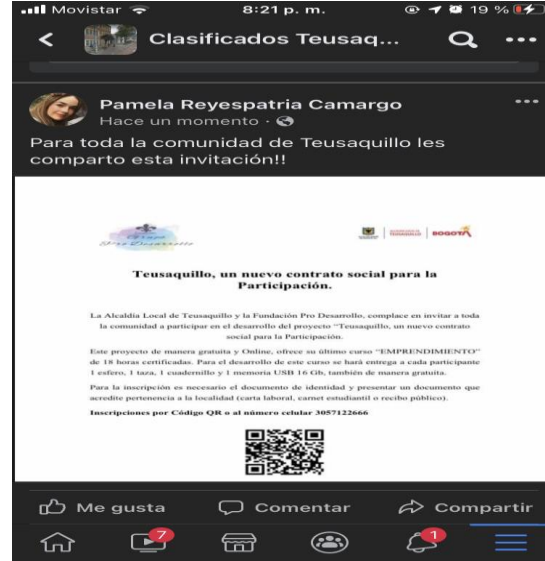 Movistar 8:21 p. m. 19 %
Clasificados Teusaq...
Pamela Reyespatria Camargo
Hace un momento ·
Para toda la comunidad de Teusaquillo les
comparto esta invitación!!
Pro Desarrollo
BOGOTÁ
Teusaquillo, un nuevo contrato social para la
Participación.
La Alcaldía Local de Teusaquillo y la Fundación Pro Desarrollo, complace en invitar a toda
la comunidad a participar en el desarrollo del proyecto "Teusaquillo, un nuevo contrato
social para la Participación.
Este proyecto de manera gratuita y Online, ofrece su último curso "EMPRENDIMIENTO"
de 18 horas certificadas. Para el desarrollo de este curso se hará entrega a cada participante
1 esfero, 1 taza, 1 cuadernillo y 1 memoria USB 16 Gb, también de manera gratuita.
Para la inscripción es necesario el documento de identidad y presentar un documento que
acredite pertenencia a la localidad (carta laboral, carnet estudiantil o recibo público).
Inscripciones por Código QR o al número celular 3057122666
Me gusta Comentar Compartir
7 1